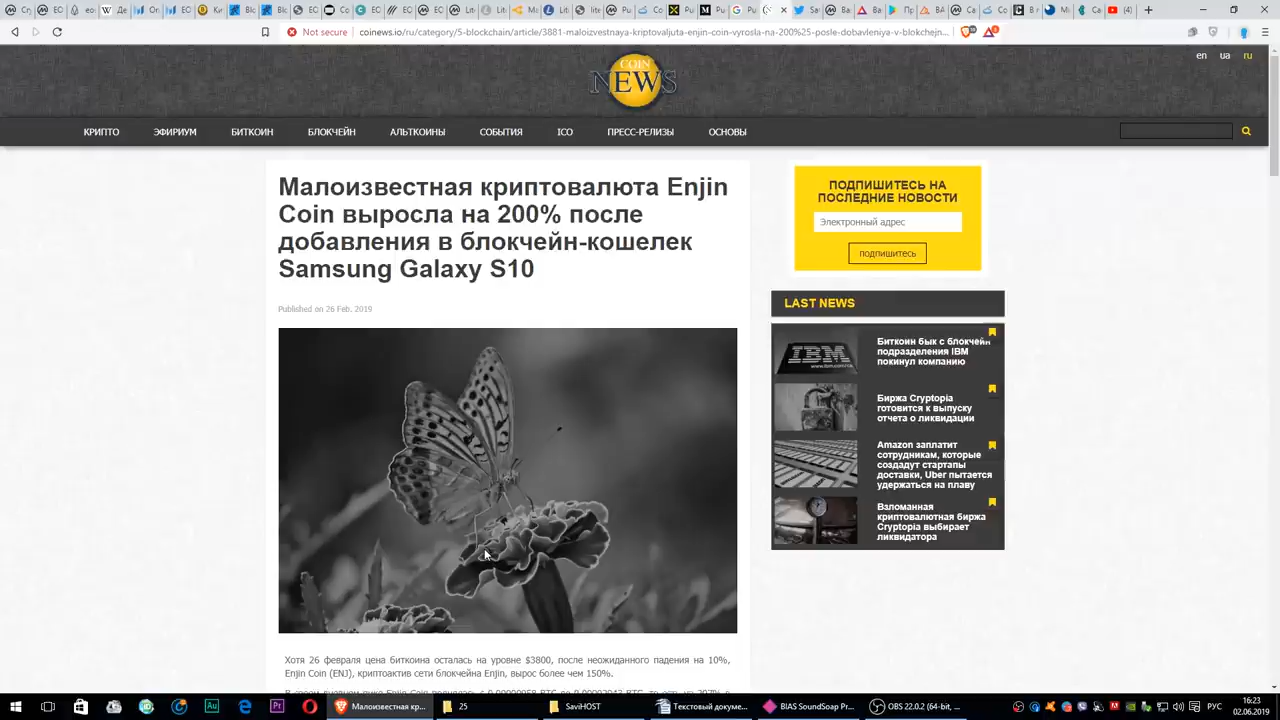 Not secure
coinews.io/ru/category/5-blockchain/article/3881-maloizvestnaya-kriptovaljuta-enjin-coin-vyrosla-na-200%25-posle-dobavleniya-v-blokchejn...
en ua ru
COIN
NEWS
КРИПТО ЭФИРИУМ БИТКОИН БЛОКЧЕЙН АЛЬТКОИНЫ СОБЫТИЯ ICO ПРЕСС-РЕЛИЗЫ ОСНОВЫ
Малоизвестная криптовалюта Enjin
Coin выросла на 200% после
добавления в блокчейн-кошелек
Samsung Galaxy S10
Published on 26 Feb. 2019
Хотя 26 февраля цена биткоина осталась на уровне $3800, после неожиданного падения на 10%,
Enjin Coin (ENJ), криптоактив сети блокчейна Enjin, вырос более чем 150%.
ПОДПИШИТЕСЬ НА
ПОСЛЕДНИЕ НОВОСТИ
Электронный адрес
подпишитесь
LAST NEWS
IBM
Биткоин бык с блокчейн
подразделения IBM
покинул компанию
Биржа Cryptopia
готовится к выпуску
отчета о ликвидации
Amazon заплатит
сотрудникам, которые
создадут стартапы
доставки, Uber пытается
удержаться на плаву
Взломанная
криптовалютная биржа
Cryptopia выбирает
ликвидатора
Au
Pr
Малоизвестная кр...
25
SaviHOST
Текстовый докуме...
BIAS SoundSoap Pr...
OBS 22.0.2 (64-bit, ...
РУС
16:23
02.06.2019